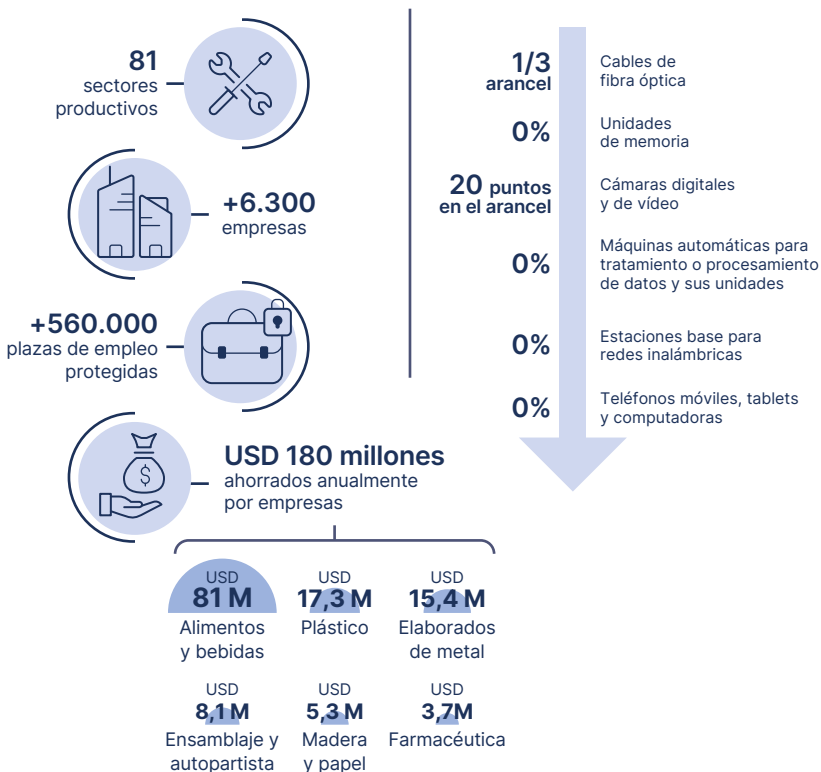 81
sectores
productivos
+6.300
empresas
+560.000
plazas de empleo
protegidas
USD 180 millones
ahorrados anualmente
por empresas
USD
81 M
Alimentos
y bebidas
USD
17,3 M
Plástico
USD
15,4 M
Elaborados
de metal
USD
8,1 M
Ensamblaje y
autopartista
USD
5,3 M
Madera
y papel
USD
3,7M
Farmacéutica
1/3
arancel
Cables de
fibra óptica
0%
Unidades
de memoria
20 puntos
en el arancel
Cámaras digitales
y de vídeo
0%
Máquinas automáticas para
tratamiento o procesamiento
de datos y sus unidades
0%
Estaciones base para
redes inalámbricas
0%
Teléfonos móviles, tablets
y computadoras